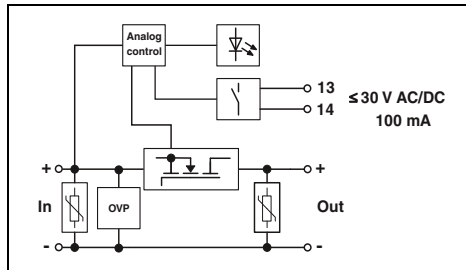 Analog
control
13
14
≤ 30 V AC/DC
100 mA
+
+
In
OVP
Out
-
-